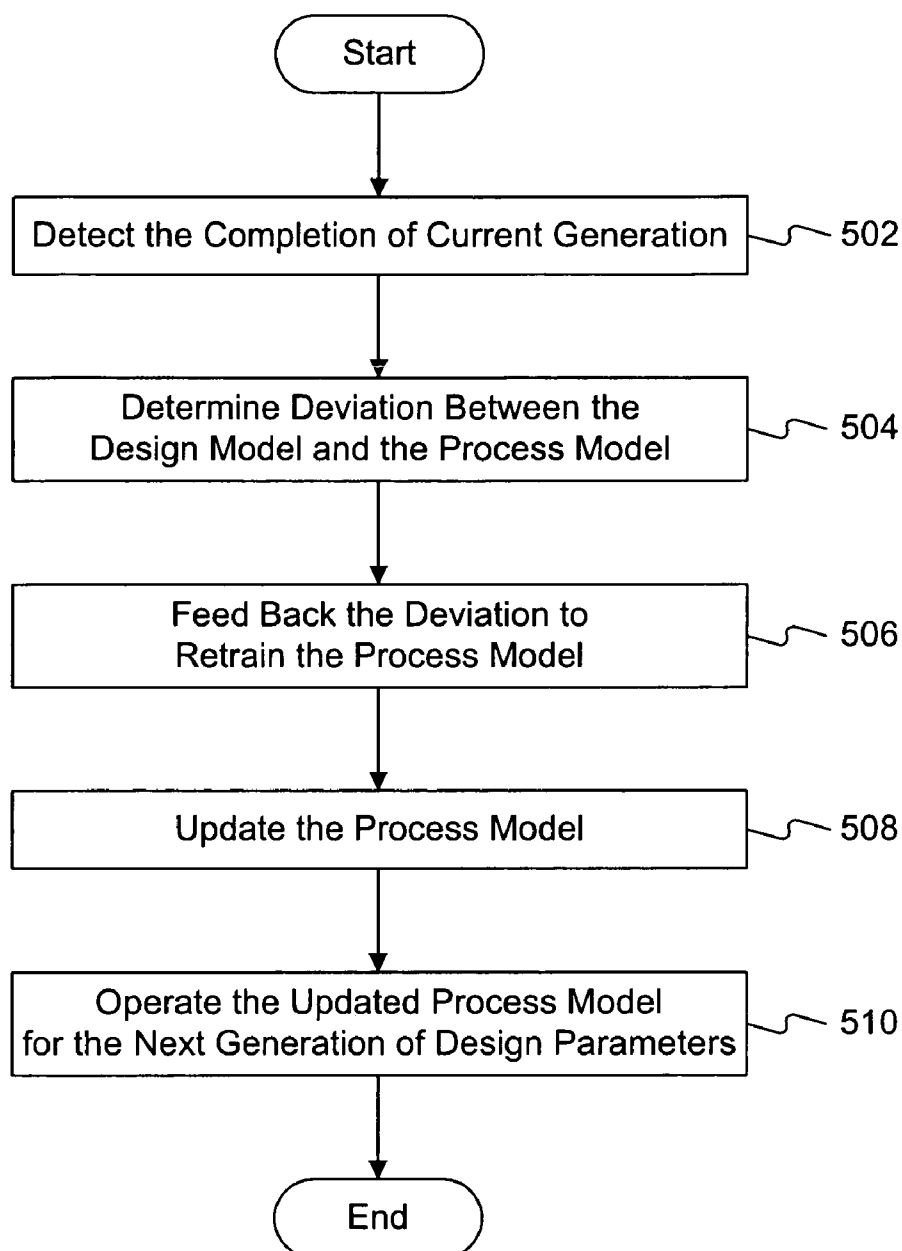 Start
Detect the Completion of Current Generation
502
Determine Deviation Between the
Design Model and the Process Model
504
Feed Back the Deviation to
Retrain the Process Model
506
Update the Process Model
508
Operate the Updated Process Model
for the Next Generation of Design Parameters
510
End